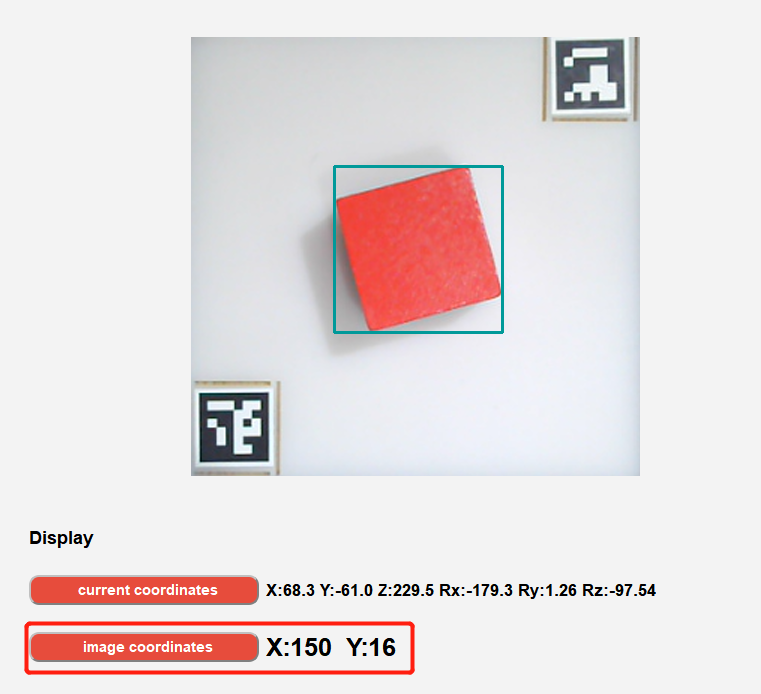 Display
current coordinates X:68.3 Y:-61.0 Z:229.5 Rx:-179.3 Ry:1.26 Rz:-97.54
image coordinates X:150 Y:16